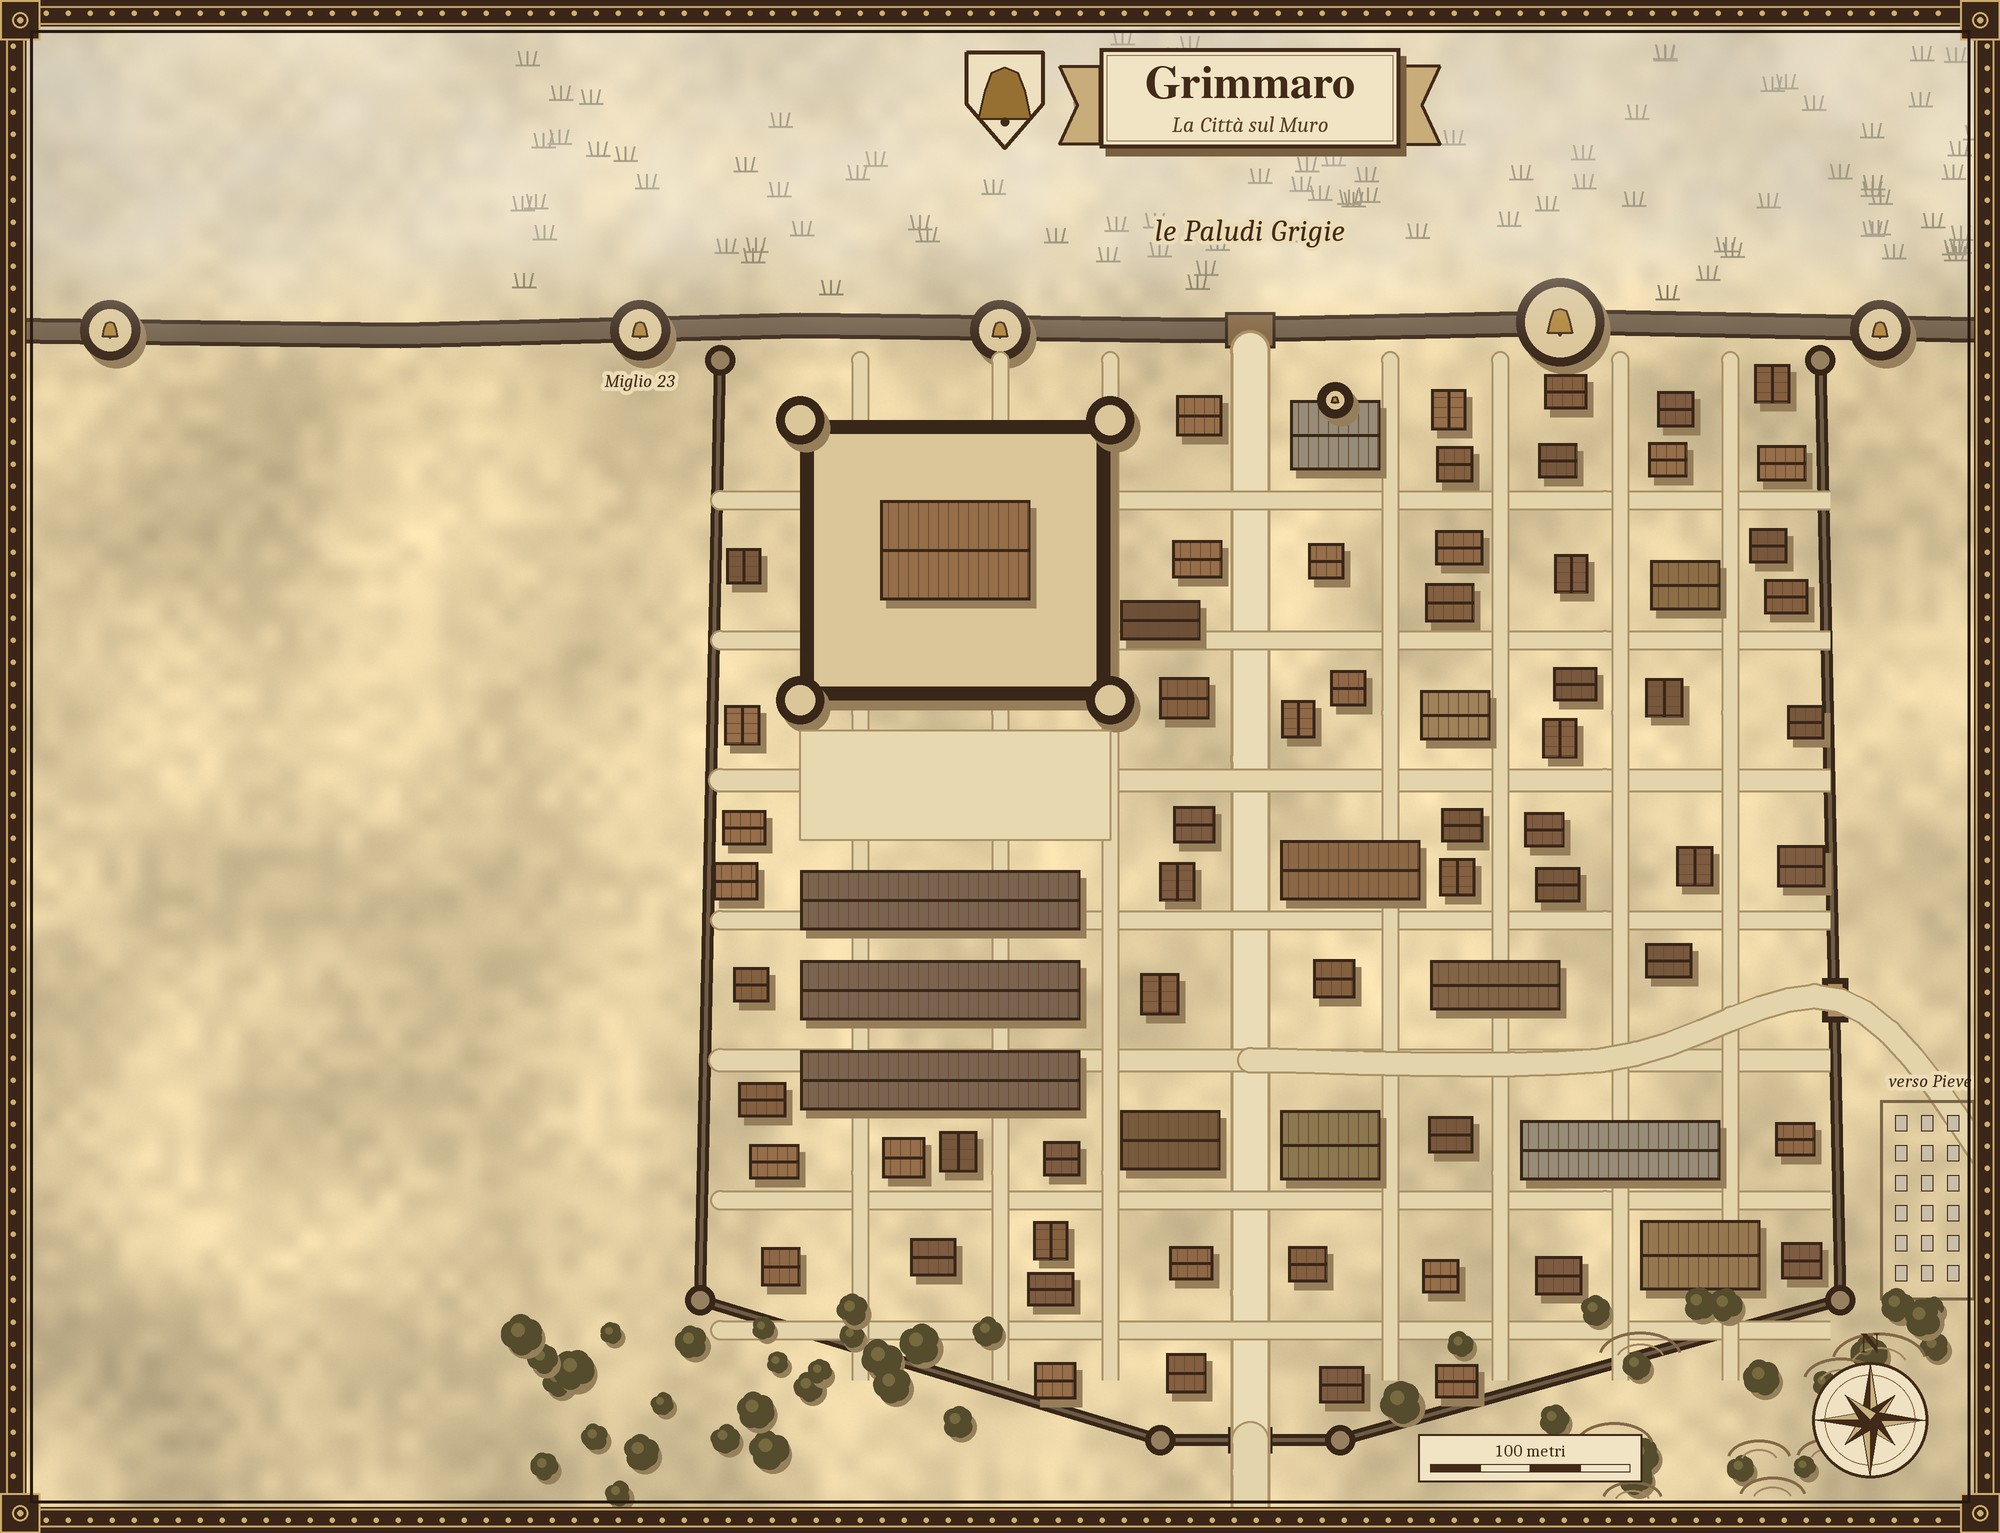 Grimmaro
La Città sul Muro
le Paludi Grigie
Miglio 23
verso Pieve
N
100 metri